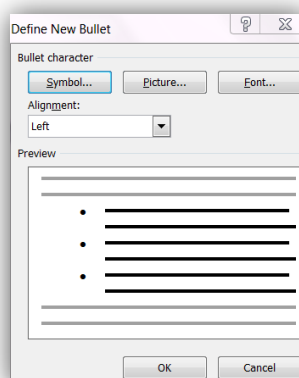 Define New Bullet
Bullet character
Symbol...
Picture...
Font...
Alignment:
Left
Preview
OK
Cancel